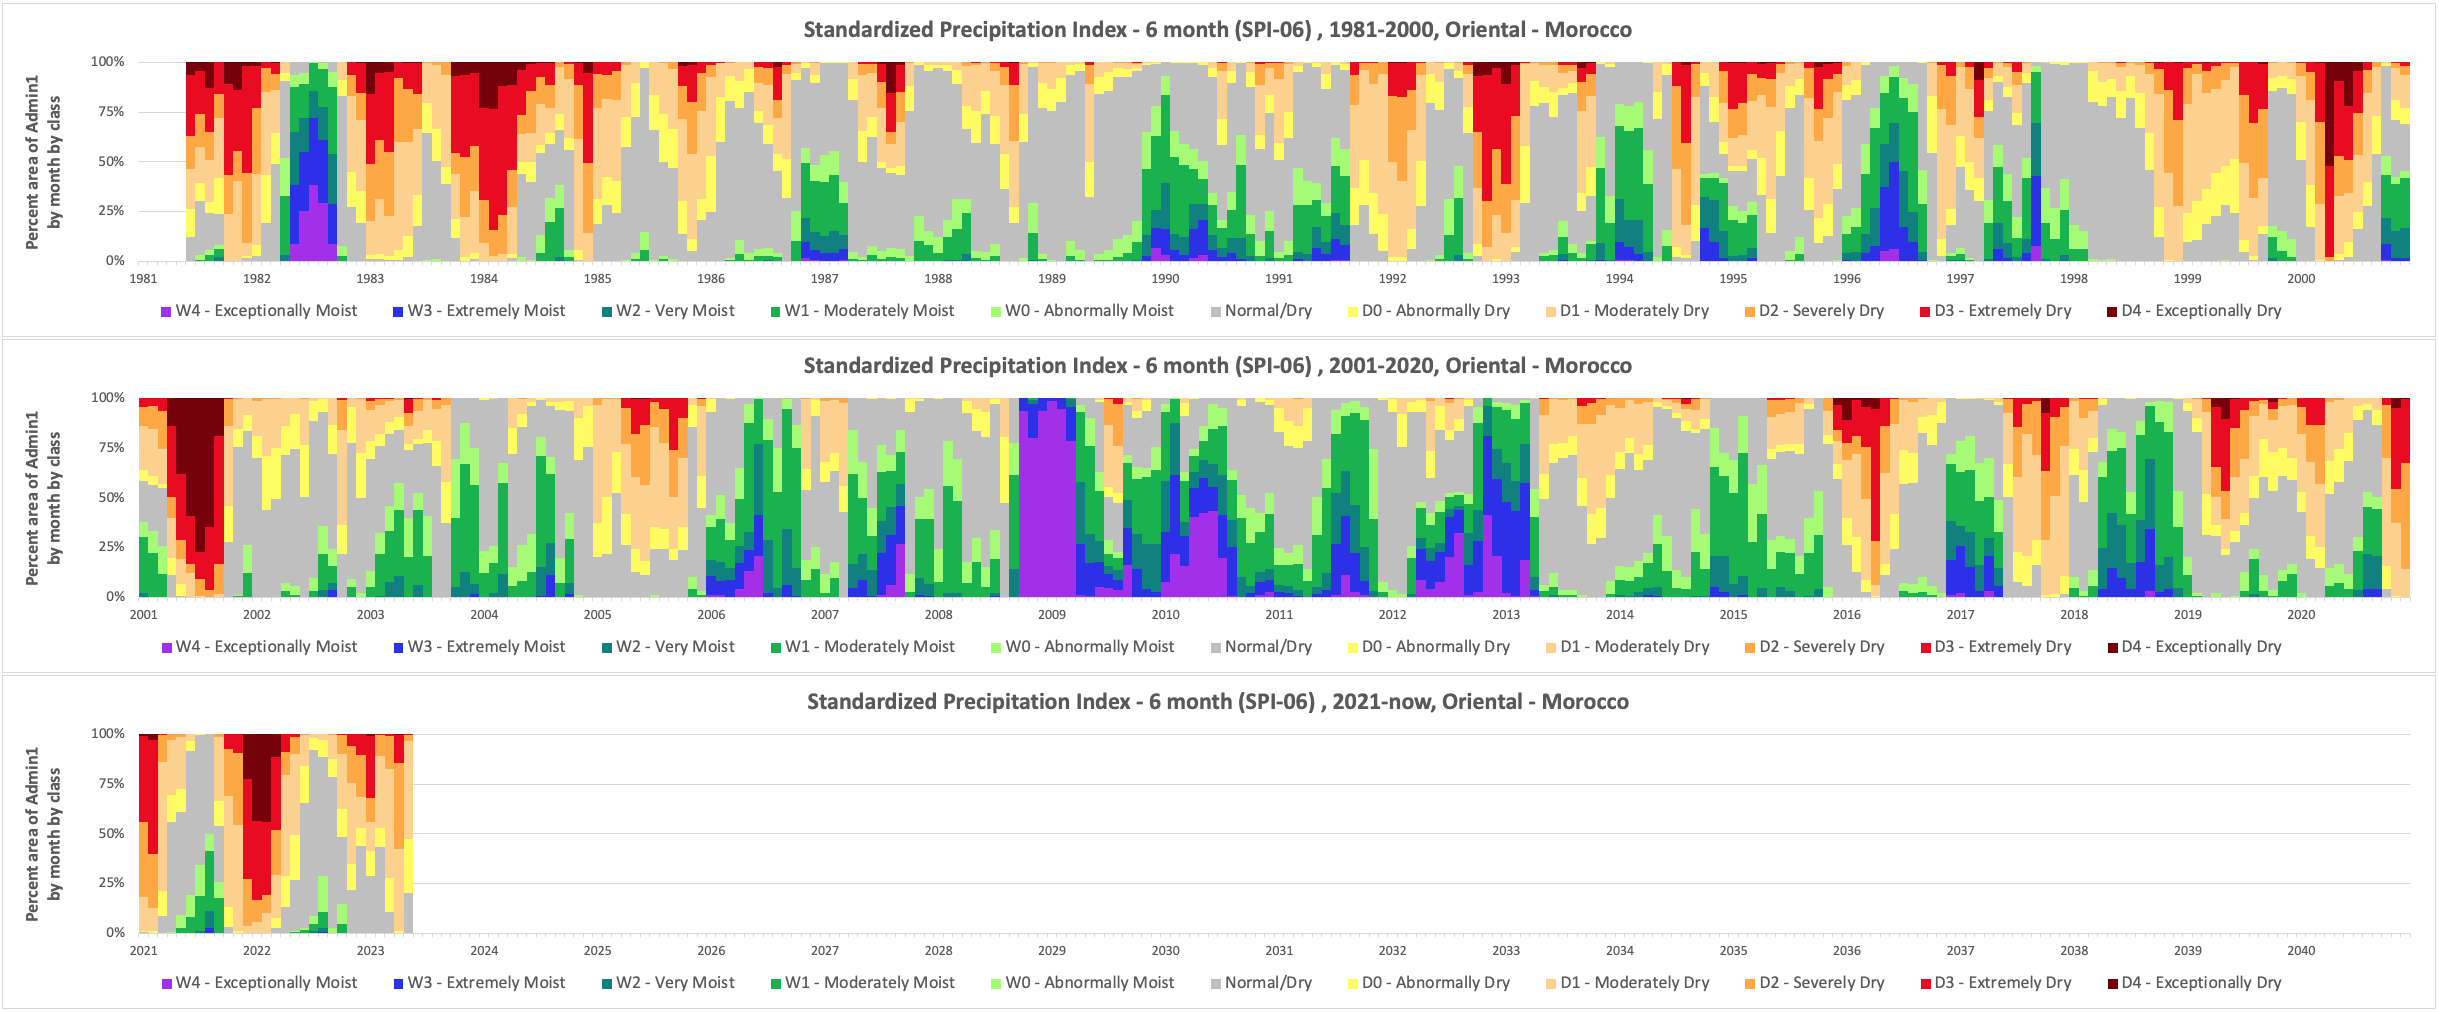 Standardized Precipitation Index - 6 month (SPI-06) , 1981-2000, Oriental - Morocco
Percent area of Admin1
by month by class
100%
75%
50%
25%
0%
1981 1982 1983 1984 1985 1986 1987 1988 1989 1990 1991 1992 1993 1994 1995 1996 1997 1998 1999 2000
W4 - Exceptionally Moist W3 - Extremely Moist W2 - Very Moist W1 - Moderately Moist W0 - Abnormally Moist Normal/Dry D0 - Abnormally Dry D1 - Moderately Dry D2 - Severely Dry D3 - Extremely Dry D4 - Exceptionally Dry
Standardized Precipitation Index - 6 month (SPI-06) , 2001-2020, Oriental - Morocco
Percent area of Admin1
by month by class
100%
75%
50%
25%
0%
2001 2002 2003 2004 2005 2006 2007 2008 2009 2010 2011 2012 2013 2014 2015 2016 2017 2018 2019 2020
W4 - Exceptionally Moist W3 - Extremely Moist W2 - Very Moist W1 - Moderately Moist W0 - Abnormally Moist Normal/Dry D0 - Abnormally Dry D1 - Moderately Dry D2 - Severely Dry D3 - Extremely Dry D4 - Exceptionally Dry
Standardized Precipitation Index - 6 month (SPI-06) , 2021-now, Oriental - Morocco
Percent area of Admin1
by month by class
100%
75%
50%
25%
0%
2021 2022 2023 2024 2025 2026 2027 2028 2029 2030 2031 2032 2033 2034 2035 2036 2037 2038 2039 2040
W4 - Exceptionally Moist W3 - Extremely Moist W2 - Very Moist W1 - Moderately Moist W0 - Abnormally Moist Normal/Dry D0 - Abnormally Dry D1 - Moderately Dry D2 - Severely Dry D3 - Extremely Dry D4 - Exceptionally Dry